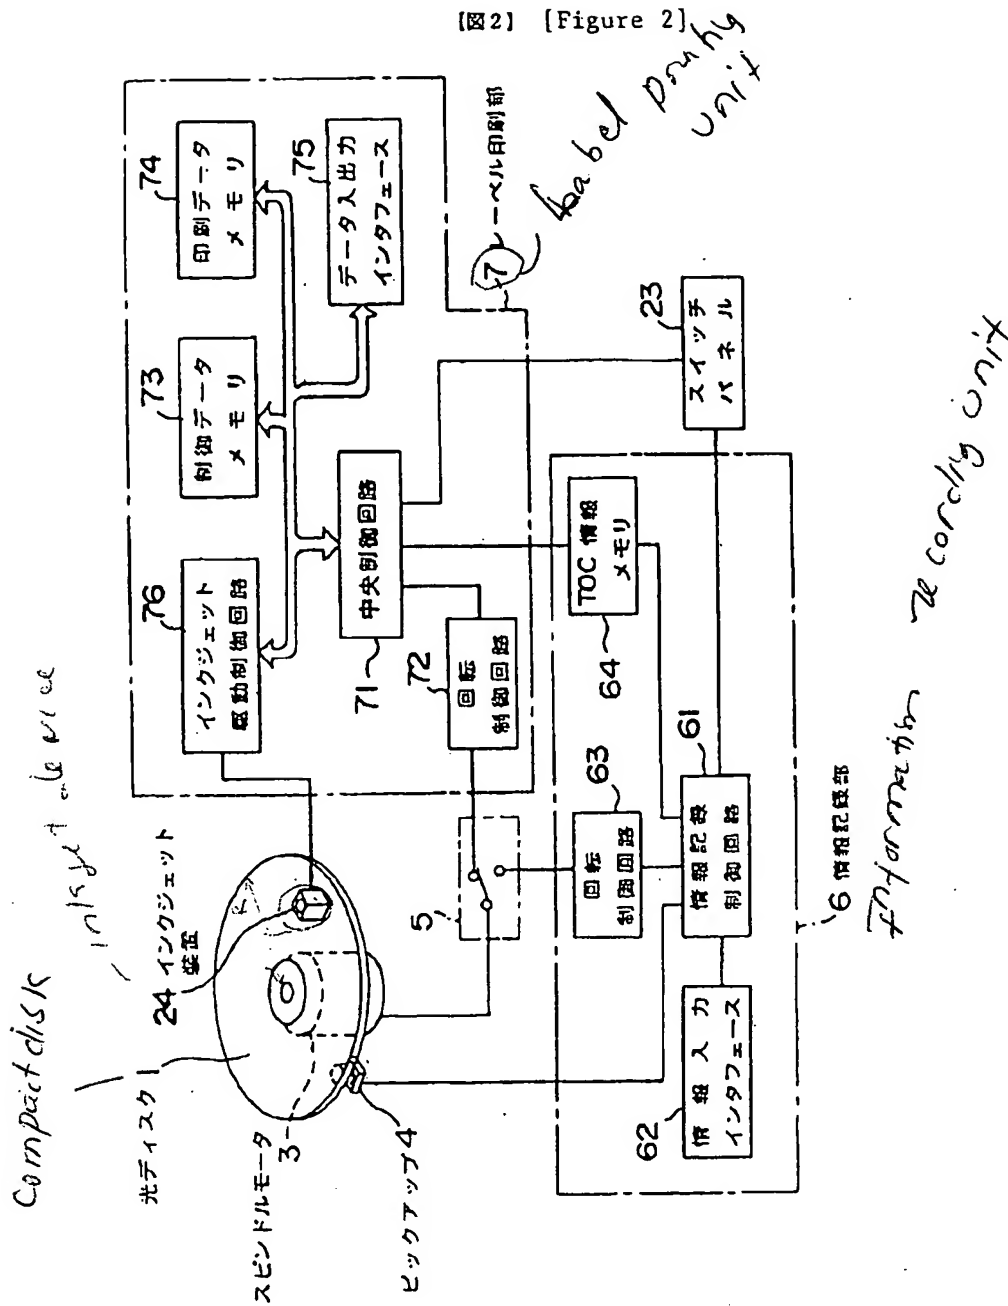 【図2】 [Figure 2]
74
印刷データ
メモリ
75
データ入出力
インタフェース
73
制御データ
メモリ
76
インクジェット
駆動制御回路
中央制御回路
71
72
回転
制御回路
7 ラベル印刷部
Label
unit
23
スイッチ
パネル
TOC 情報
メモリ
64
63
回転
制御回路
61
情報記録
制御回路
62
情報入力
インタフェース
6 情報記録部
Information recording unit
5
24 インクジェット
装置
inkjet device
Compact disk
光ディスク 1
スピンドルモータ
3
ピックアップ 4